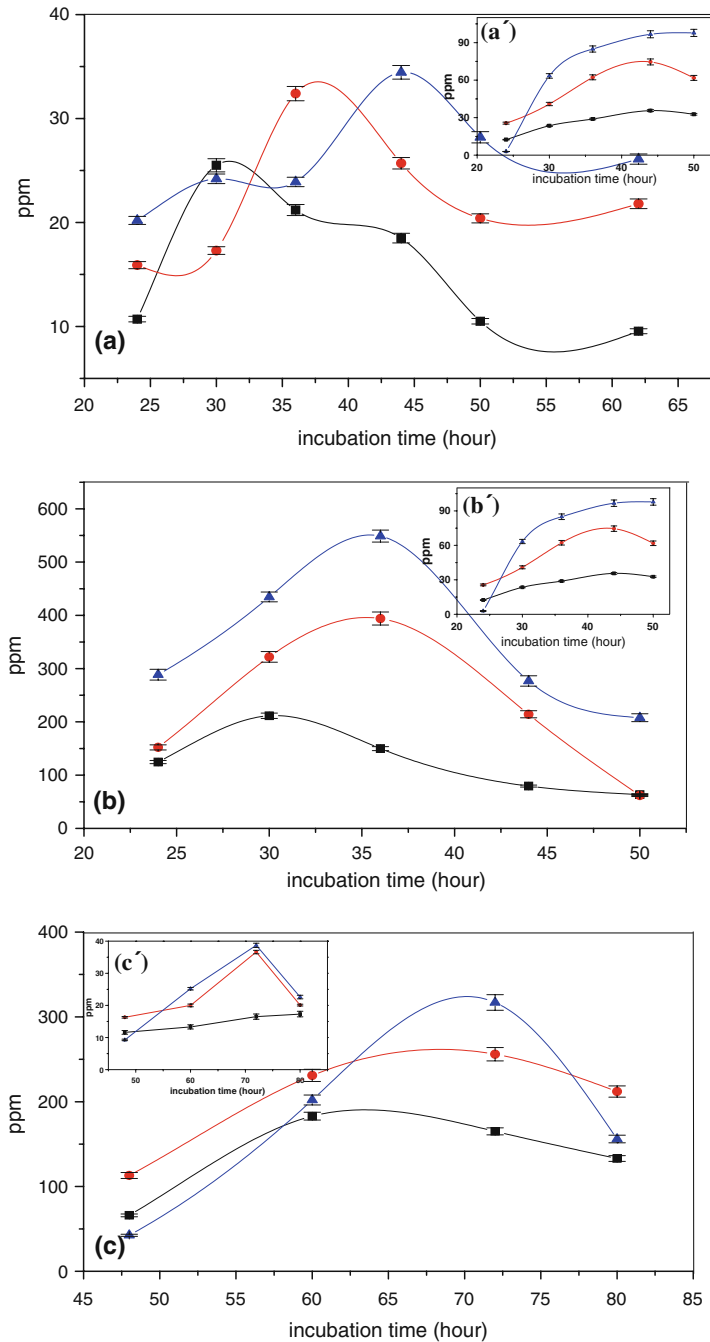 40
30
20
10
ppm
(a)
20 25 30 35 40 45 50 55 60 65
incubation time (hour)
(a´)
90
60
30
0
ppm
20 30 40 50
incubation time (hour)
600
500
400
300
200
100
0
ppm
(b)
20 25 30 35 40 45 50
incubation time (hour)
(b´)
90
60
30
0
ppm
20 30 40 50
incubation time (hour)
400
300
200
100
0
ppm
(c)
45 50 55 60 65 70 75 80 85
incubation time (hour)
(c´)
40
30
20
10
0
ppm
50 60 70 80
incubation time (hour)